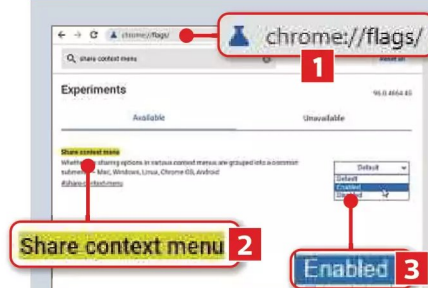 chrome://flags/
chrome://flags/
1
share context menu
Reset all
Experiments
96.0.4664.45
Available
Unavailable
Share context menu
Whether the sharing options in various context menus are grouped into a common
submenu. – Mac, Windows, Linux, Chrome OS, Android
#share-context-menu
Default
Default
Enabled
Disabled
Share context menu 2
Enabled 3